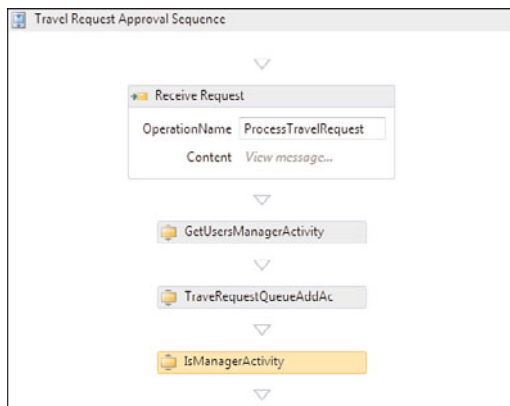 Travel Request Approval Sequence
Receive Request
OperationName ProcessTravelRequest
Content View message...
GetUsersManagerActivity
TraveRequestQueueAddAc
IsManagerActivity